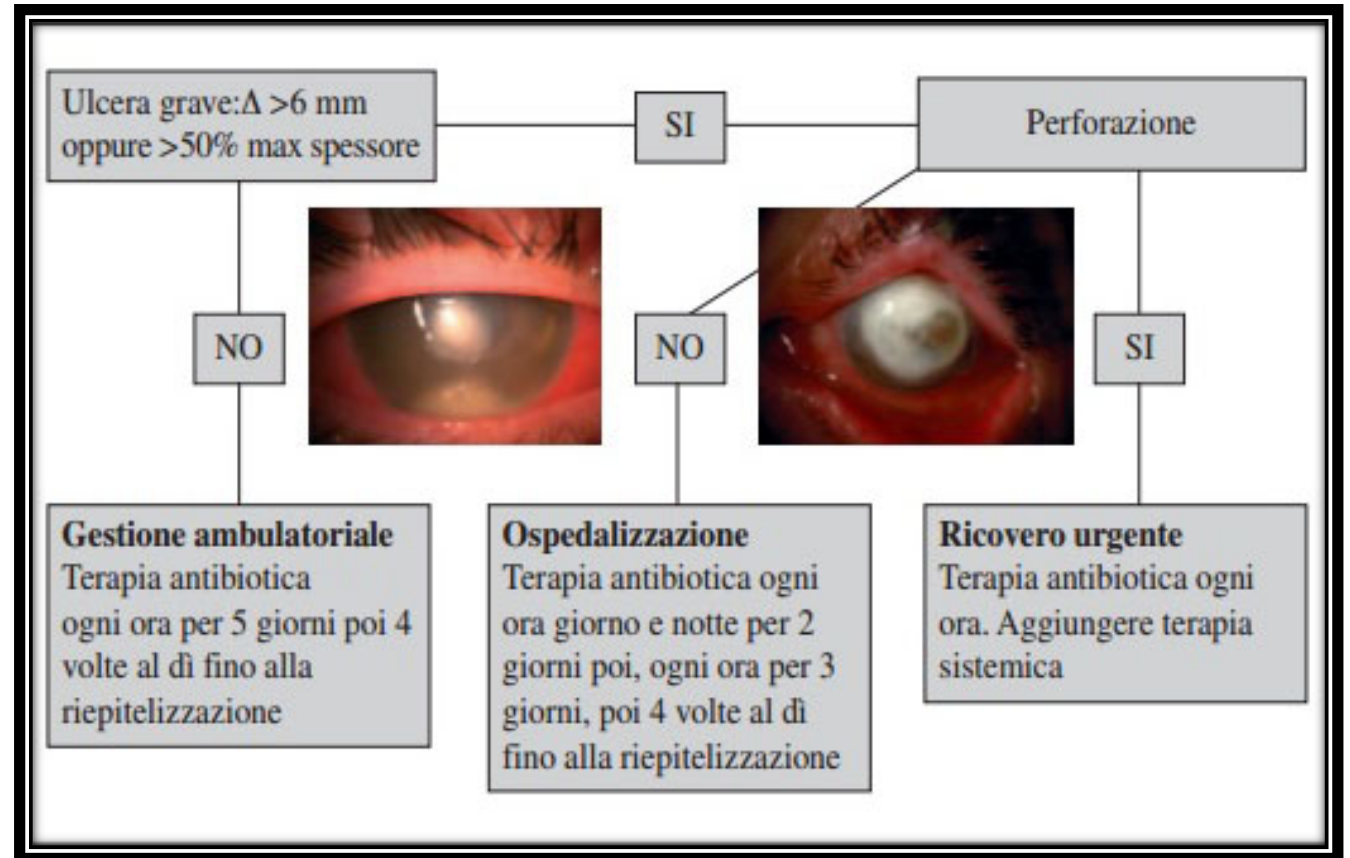 Ulcera grave:Δ >6 mm
oppure >50% max spessore
SI
Perforazione
NO
NO
SI
Gestione ambulatoriale
Terapia antibiotica
ogni ora per 5 giorni poi 4
volte al dì fino alla
riepitelizzazione
Ospedalizzazione
Terapia antibiotica ogni
ora giorno e notte per 2
giorni poi, ogni ora per 3
giorni, poi 4 volte al dì
fino alla riepitelizzazione
Ricovero urgente
Terapia antibiotica ogni
ora. Aggiungere terapia
sistemica